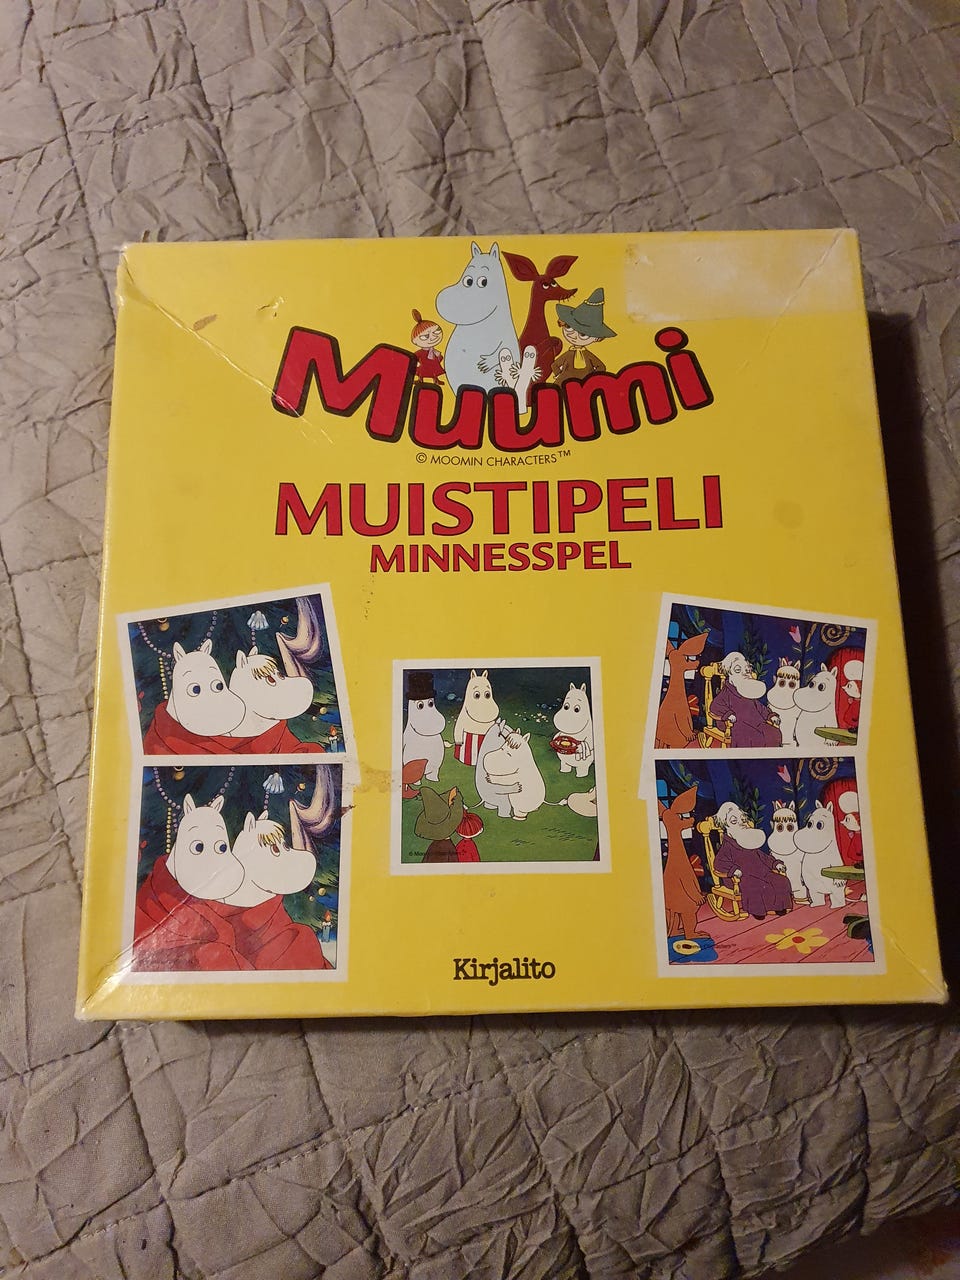 Muumi
© MOOMIN CHARACTERS™
MUISTIPELI
MINNESSPEL
Kirjalito